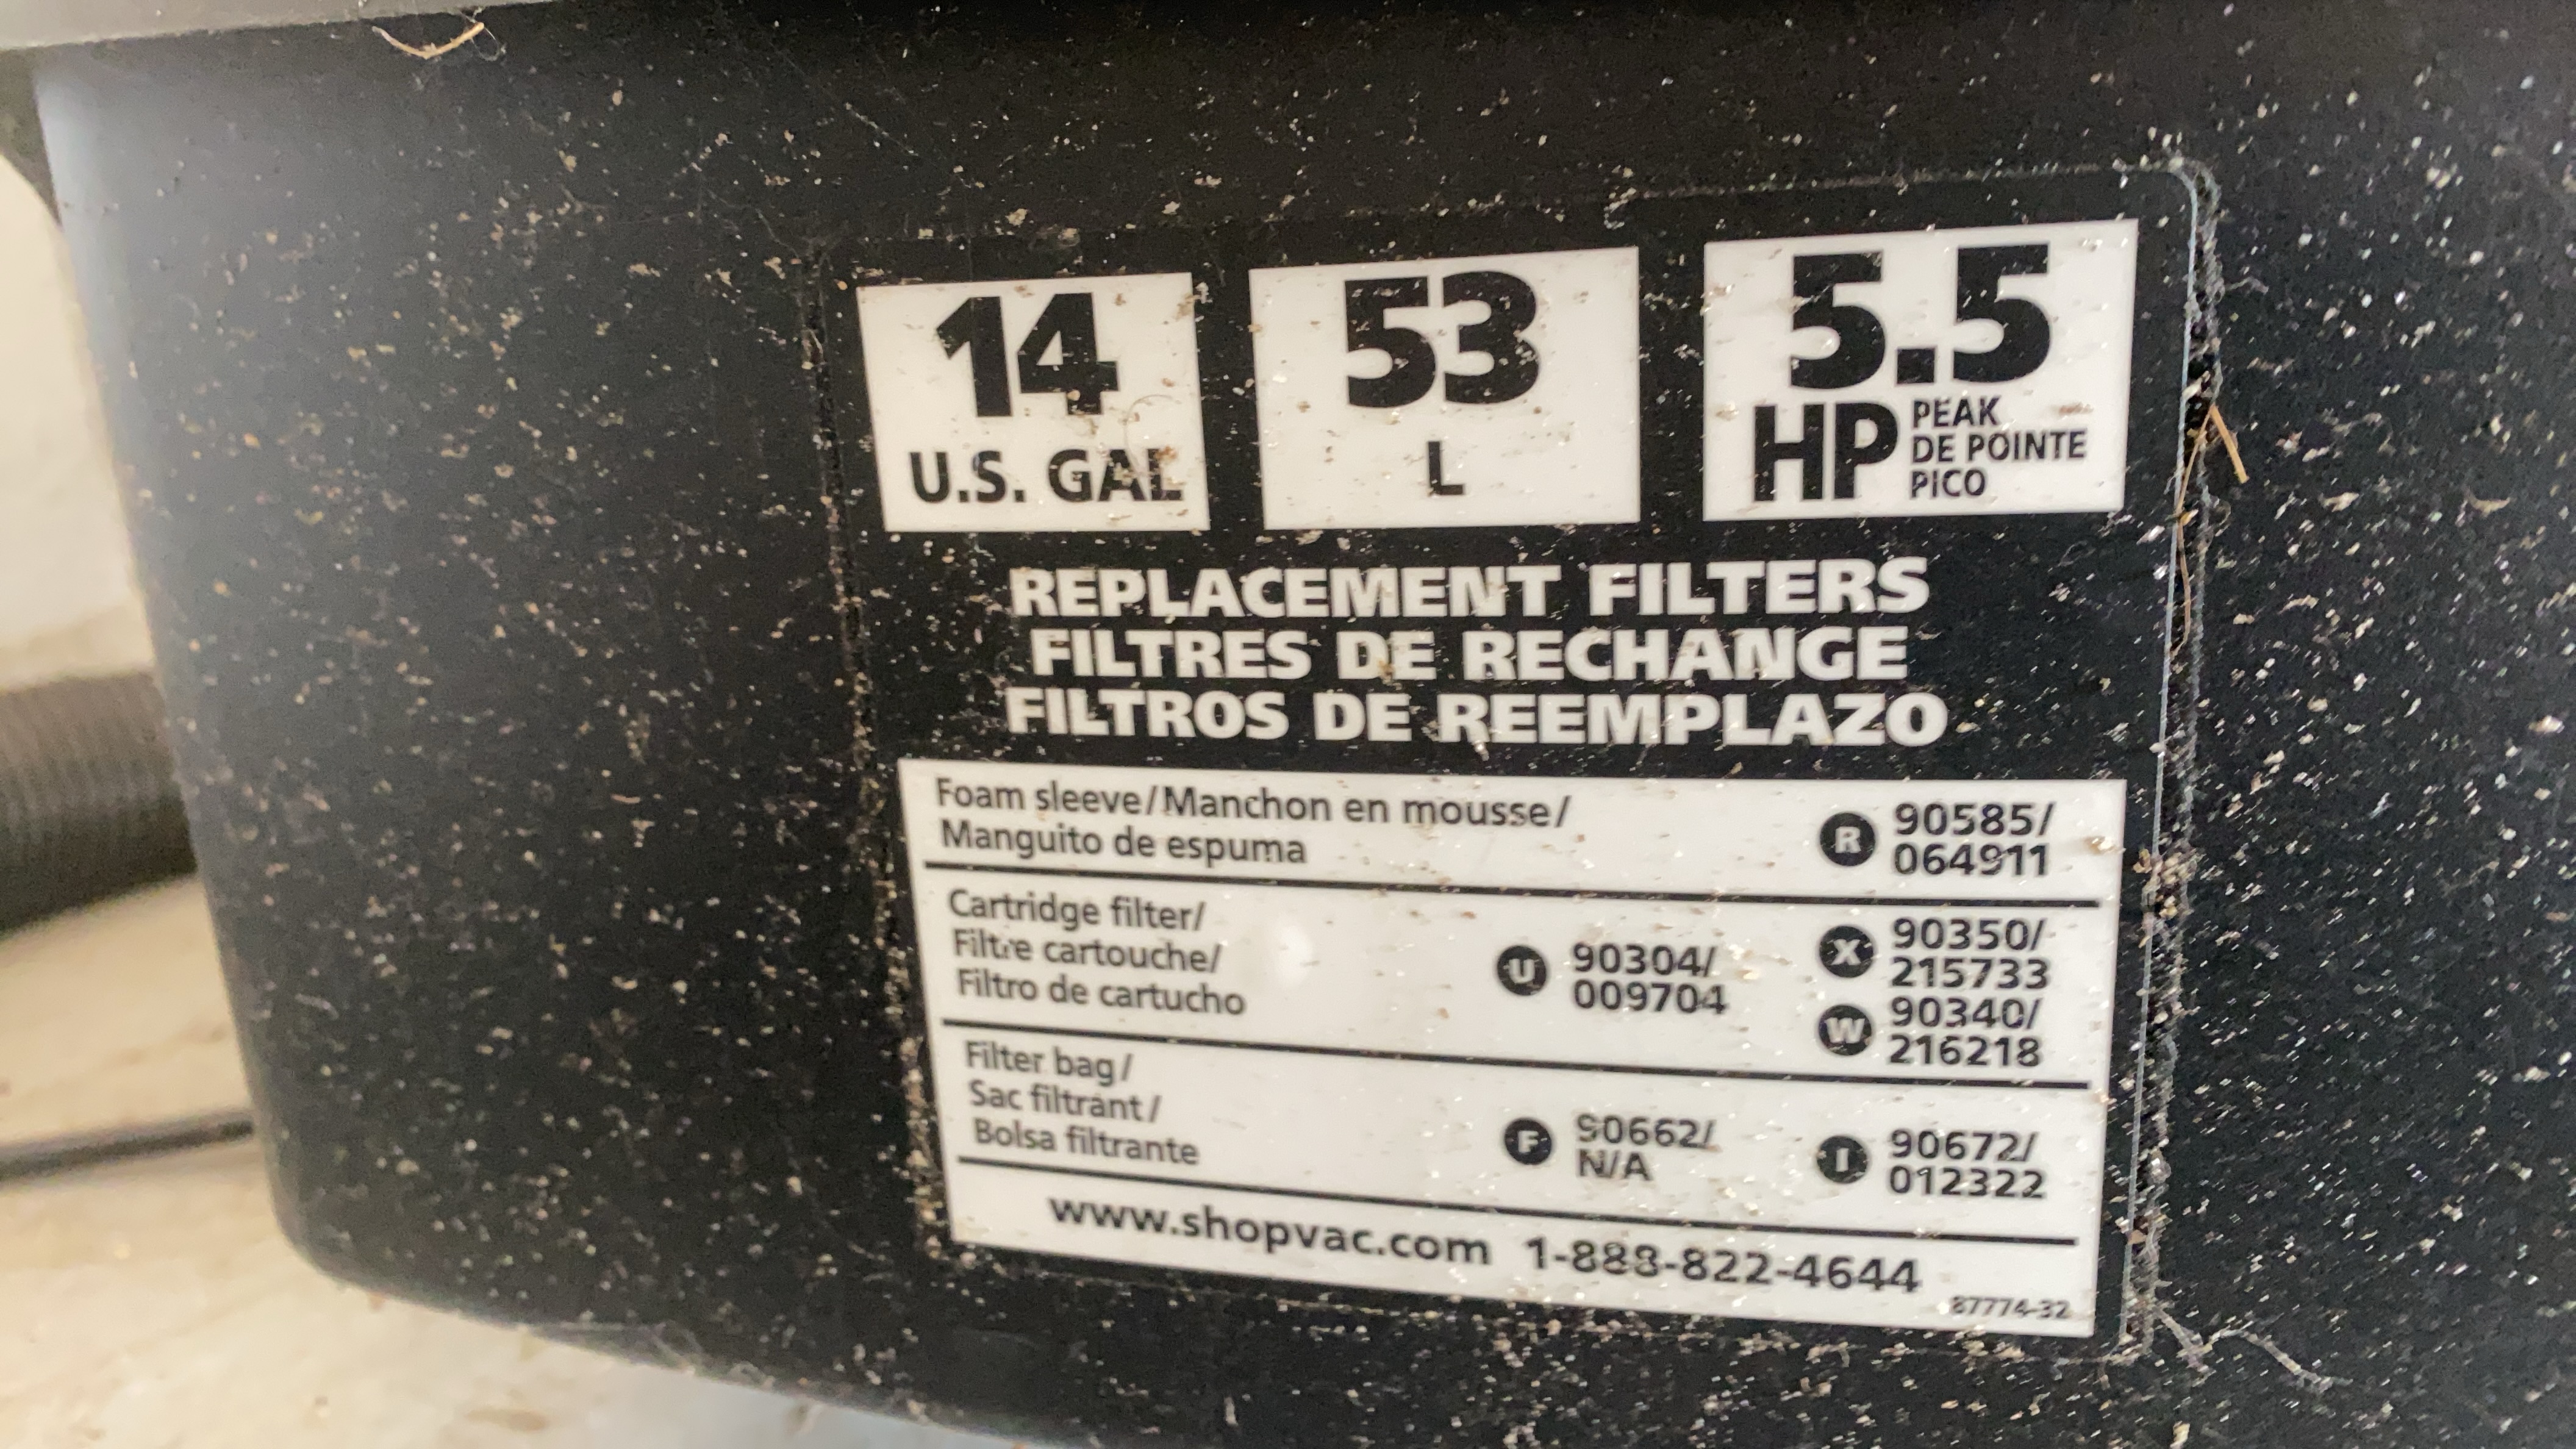 14
U.S. GAL
53
L
5.5
HP PEAK
DE POINTE
PICO
REPLACEMENT FILTERS
FILTRES DE RECHANGE
FILTROS DE REEMPLAZO
Foam sleeve/Manchon en mousse/
Manguito de espuma
R 90585/
064911
Cartridge filter/
Filtre cartouche/
Filtro de cartucho
U 90304/
009704
X 90350/
215733
W 90340/
216218
Filter bag/
Sac filtrant/
Bolsa filtrante
F 90662/
N/A
I 90672/
012322
www.shopvac.com 1-888-822-4644
87774-32